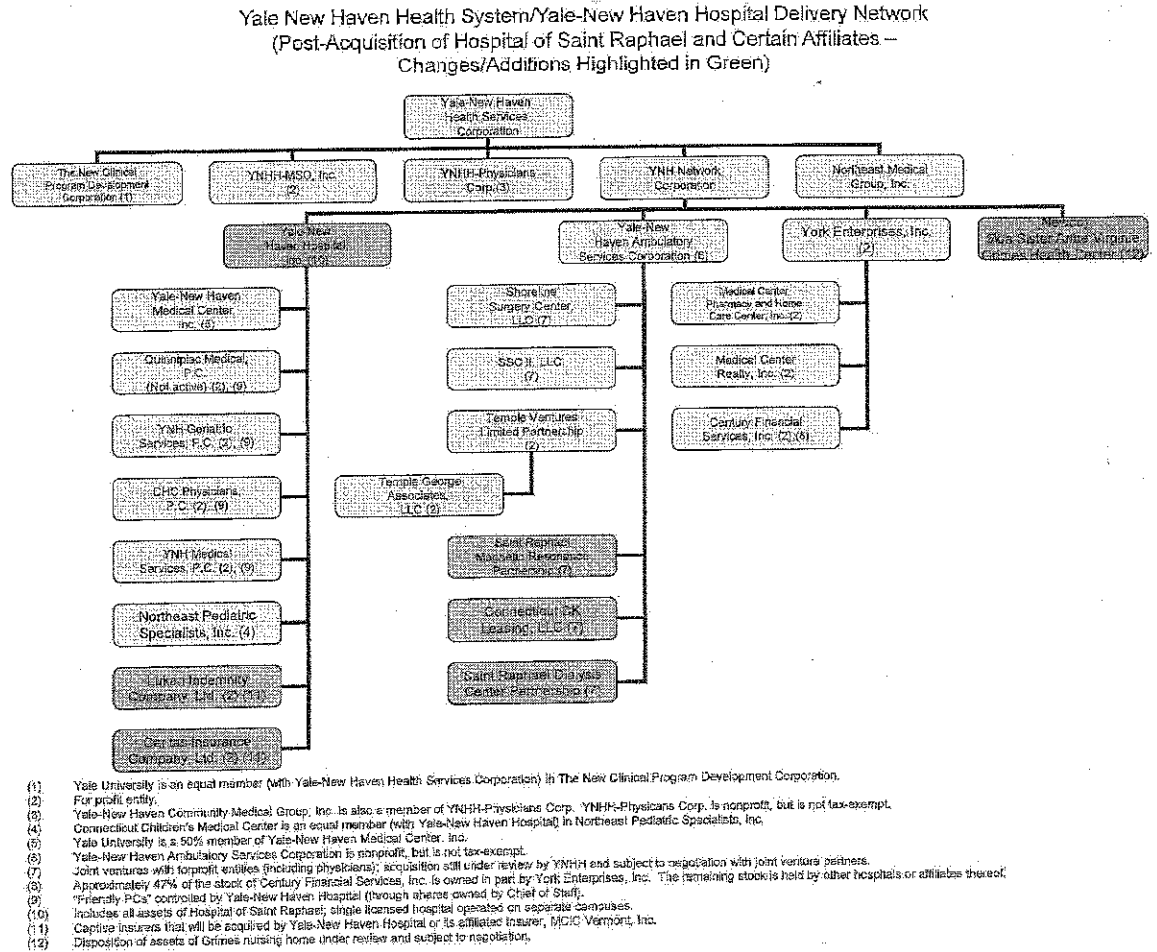 Yale New Haven Health System/Yale-New Haven Hospital Delivery Network
(Post-Acquisition of Hospital of Saint Raphael and Certain Affiliates –
Changes/Additions Highlighted in Green)
Yale-New Haven
Health Services
Corporation
The New Clinical
Program Development
Corporation (1)
YNHH-MSO, Inc.
(2)
YNHH-Physicians
Corp. (3)
YNH Network
Corporation
Northeast Medical
Group, Inc.
Yale-New
Haven Hospital
Inc. (10)
Yale-New
Haven Ambulatory
Services Corporation (6)
York Enterprises, Inc.
(2)
Sister Anne Virginie
Grimes Health Center (12)
Yale-New Haven
Medical Center,
Inc. (5)
Shoreline
Surgery Center,
LLC (7)
Medical Center
Pharmacy and Home
Care Center, Inc. (2)
Quinnipiac Medical,
P.C.
(Not active) (2), (9)
SSC II, LLC
(7)
Medical Center
Realty, Inc. (2)
YNH Geriatric
Services, P.C. (2), (9)
Temple Ventures
Limited Partnership
(2)
Century Financial
Services, Inc. (2)
CHC Physicians,
P.C. (2), (9)
Temple George
Associates,
LLC (2)
YNH Medical
Services, P.C. (2), (9)
Saint Raphael
Magnetic Resonance
Partnership (7)
Northeast Pediatric
Specialists, Inc. (4)
Connecticut
Leasing, LLC (7)
Lukan Indemnity
Company, Ltd. (2) (11)
Saint Raphael Dialysis
Center Partnership (7)
Caritas Insurance
Company, Ltd. (2) (11)
(1) Yale University is an equal member (with Yale-New Haven Health Services Corporation) in The New Clinical Program Development Corporation.
(2) For profit entity.
(3) Yale-New Haven Community Medical Group, Inc. is also a member of YNHH-Physicians Corp. YNHH-Physicans Corp. is nonprofit, but is not tax-exempt.
(4) Connecticut Children's Medical Center is an equal member (with Yale-New Haven Hospital) in Northeast Pediatric Specialists, Inc.
(5) Yale University is a 50% member of Yale-New Haven Medical Center, Inc.
(6) Yale-New Haven Ambulatory Services Corporation is nonprofit, but is not tax-exempt.
(7) Joint ventures with forprofit entities (including physicians); acquisition still under review by YNHH and subject to negotiation with joint venture partners.
(8) Approximately 47% of the stock of Century Financial Services, Inc. is owned in part by York Enterprises, Inc. The remaining stock is held by other hospitals or affiliates thereof.
(9) "Friendly PCs" controlled by Yale-New Haven Hospital (through shares owned by Chief of Staff).
(10) Includes all assets of Hospital of Saint Raphael; single licensed hospital operated on separate campuses.
(11) Captive insurers that will be acquired by Yale-New Haven Hospital or its affiliated insurer, MCIC Vermont, Inc.
(12) Disposition of assets of Grimes nursing home under review and subject to negotiation.